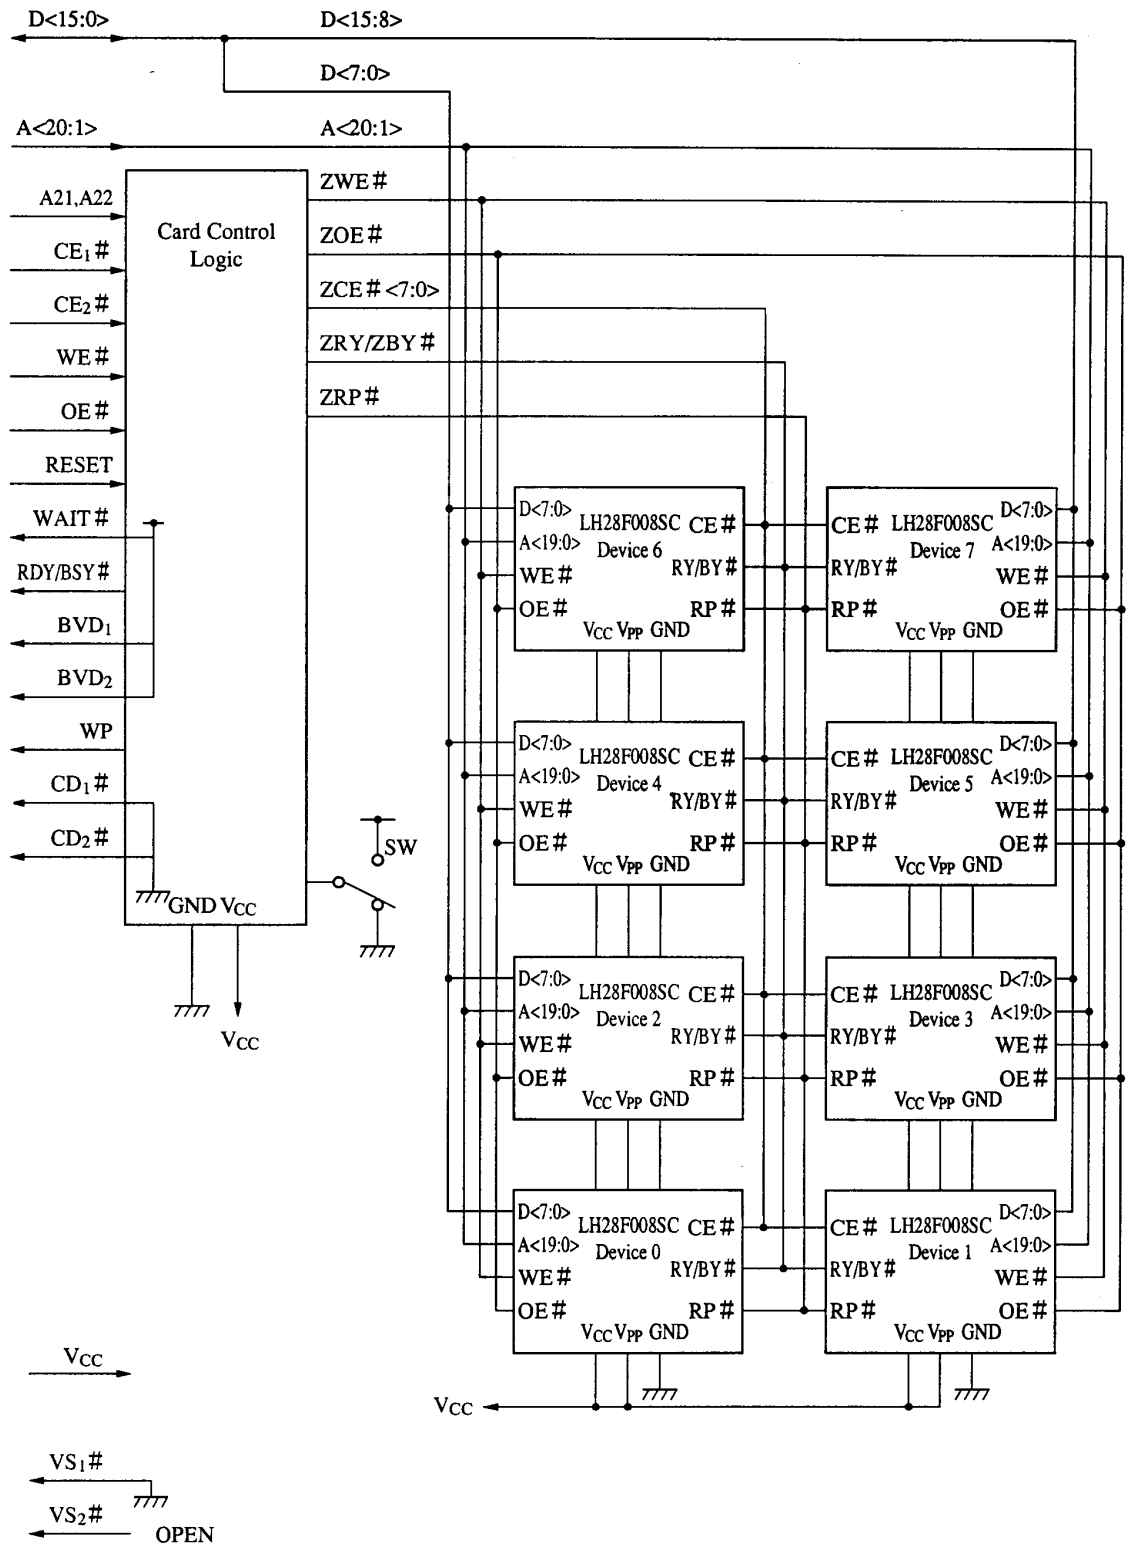 D<15:0>
D<15:8>
D<7:0>
A<20:1>
A<20:1>
ZWE#
A21,A22
Card Control
Logic
ZOE#
CE1#
ZCE#<7:0>
CE2#
ZRY/ZBY#
WE#
ZRP#
OE#
RESET
WAIT#
RDY/BSY#
BVD1
BVD2
WP
CD1#
CD2#
GND VCC
VCC
SW
D<7:0> LH28F008SC CE#
Device 6
A<19:0>
RY/BY#
WE#
OE# RP#
VCC VPP GND
CE# LH28F008SC D<7:0>
Device 7
A<19:0>
RY/BY#
WE#
RP# OE#
VCC VPP GND
D<7:0> LH28F008SC CE#
Device 4
A<19:0>
RY/BY#
WE#
OE# RP#
VCC VPP GND
CE# LH28F008SC D<7:0>
Device 5
A<19:0>
RY/BY#
WE#
RP# OE#
VCC VPP GND
D<7:0> LH28F008SC CE#
Device 2
A<19:0>
RY/BY#
WE#
OE# RP#
VCC VPP GND
CE# LH28F008SC D<7:0>
Device 3
A<19:0>
RY/BY#
WE#
RP# OE#
VCC VPP GND
D<7:0> LH28F008SC CE#
Device 0
A<19:0>
RY/BY#
WE#
OE# RP#
VCC VPP GND
CE# LH28F008SC D<7:0>
Device 1
A<19:0>
RY/BY#
WE#
RP# OE#
VCC VPP GND
VCC
VCC
VS1#
VS2#
OPEN